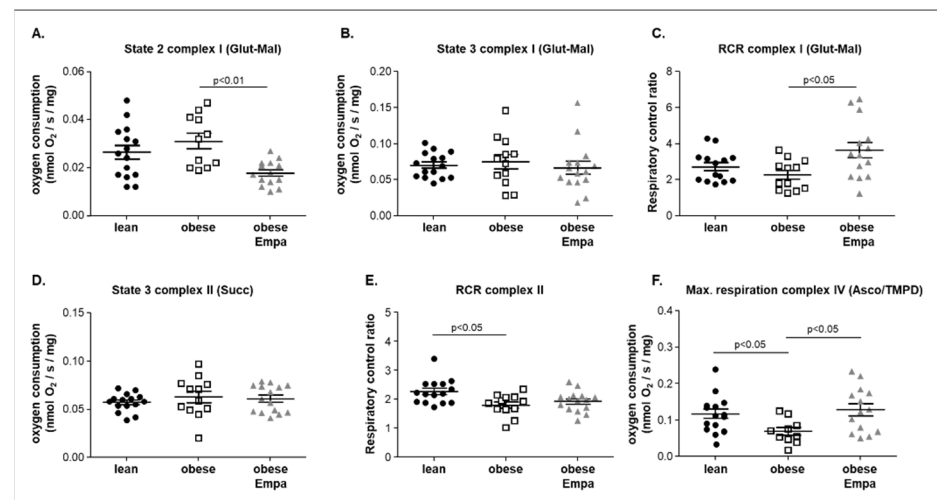 A.
State 2 complex I (Glut-Mal)
oxygen consumption
(nmol O₂ / s / mg)
0.06
0.04
0.02
0.00
p<0.01
lean
obese
obese
Empa
B.
State 3 complex I (Glut-Mal)
oxygen consumption
(nmol O₂ / s / mg)
0.20
0.15
0.10
0.05
0.00
lean
obese
obese
Empa
C.
RCR complex I (Glut-Mal)
Respiratory control ratio
8
6
4
2
0
p<0.05
lean
obese
obese
Empa
D.
State 3 complex II (Succ)
oxygen consumption
(nmol O₂ / s / mg)
0.15
0.10
0.05
0.00
lean
obese
obese
Empa
E.
RCR complex II
Respiratory control ratio
5
4
3
2
1
0
p<0.05
lean
obese
obese
Empa
F.
Max. respiration complex IV (Asco/TMPD)
oxygen consumption
(nmol O₂ / s / mg)
0.4
0.3
0.2
0.1
0.0
p<0.05
p<0.05
lean
obese
obese
Empa